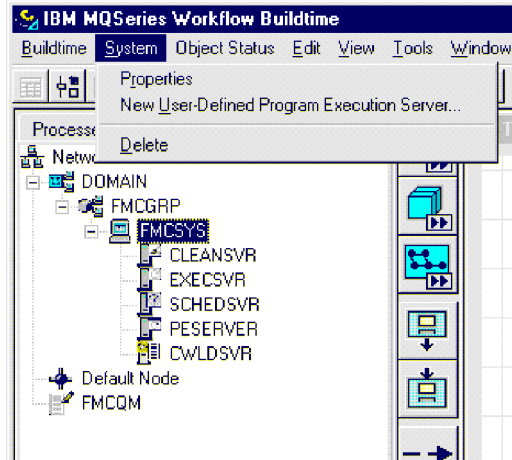 IBM MQSeries Workflow Buildtime
Buildtime System Object Status Edit View Tools Window
Properties
New User-Defined Program Execution Server...
Delete
Processe
Netwo
DOMAIN
FMCGRP
FMCSYS
CLEANSVR
EXECSVR
SCHEDSVR
PESERVER
CWLDSVR
Default Node
FMCQM